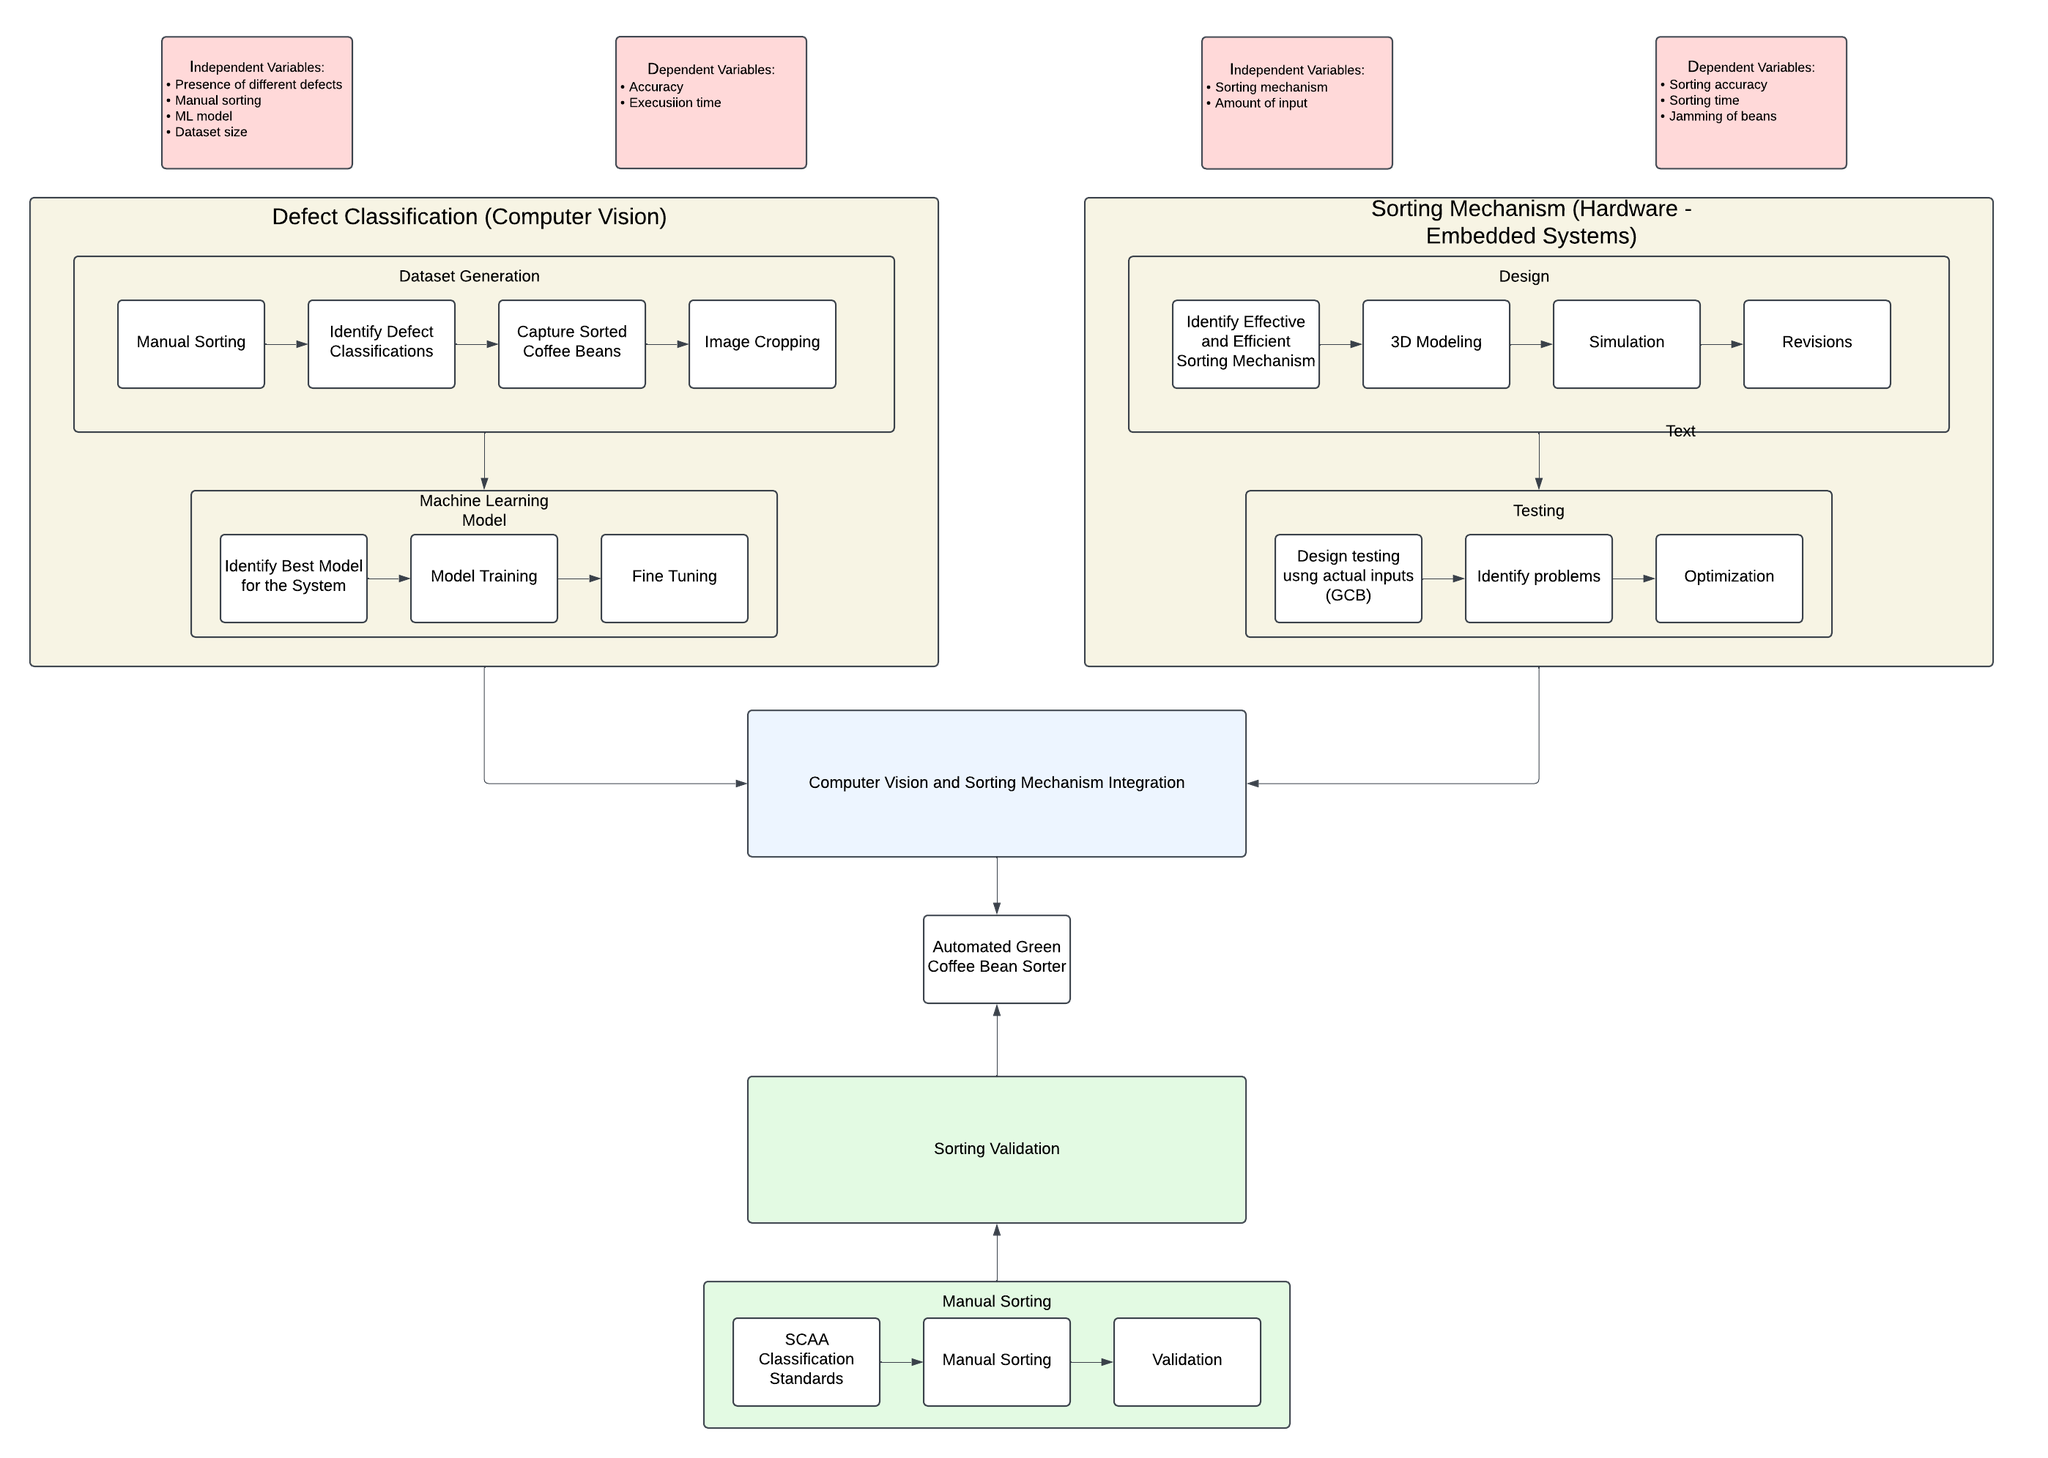 Independent Variables:
• Presence of different defects
• Manual sorting
• ML model
• Dataset size
Dependent Variables:
• Accuracy
• Execusiion time
Independent Variables:
• Sorting mechanism
• Amount of input
Dependent Variables:
• Sorting accuracy
• Sorting time
• Jamming of beans
Defect Classification (Computer Vision)
Dataset Generation
Manual Sorting
Identify Defect
Classifications
Capture Sorted
Coffee Beans
Image Cropping
Machine Learning
Model
Identify Best Model
for the System
Model Training
Fine Tuning
Sorting Mechanism (Hardware -
Embedded Systems)
Design
Identify Effective
and Efficient
Sorting Mechanism
3D Modeling
Simulation
Revisions
Text
Testing
Design testing
usng actual inputs
(GCB)
Identify problems
Optimization
Computer Vision and Sorting Mechanism Integration
Automated Green
Coffee Bean Sorter
Sorting Validation
Manual Sorting
SCAA
Classification
Standards
Manual Sorting
Validation